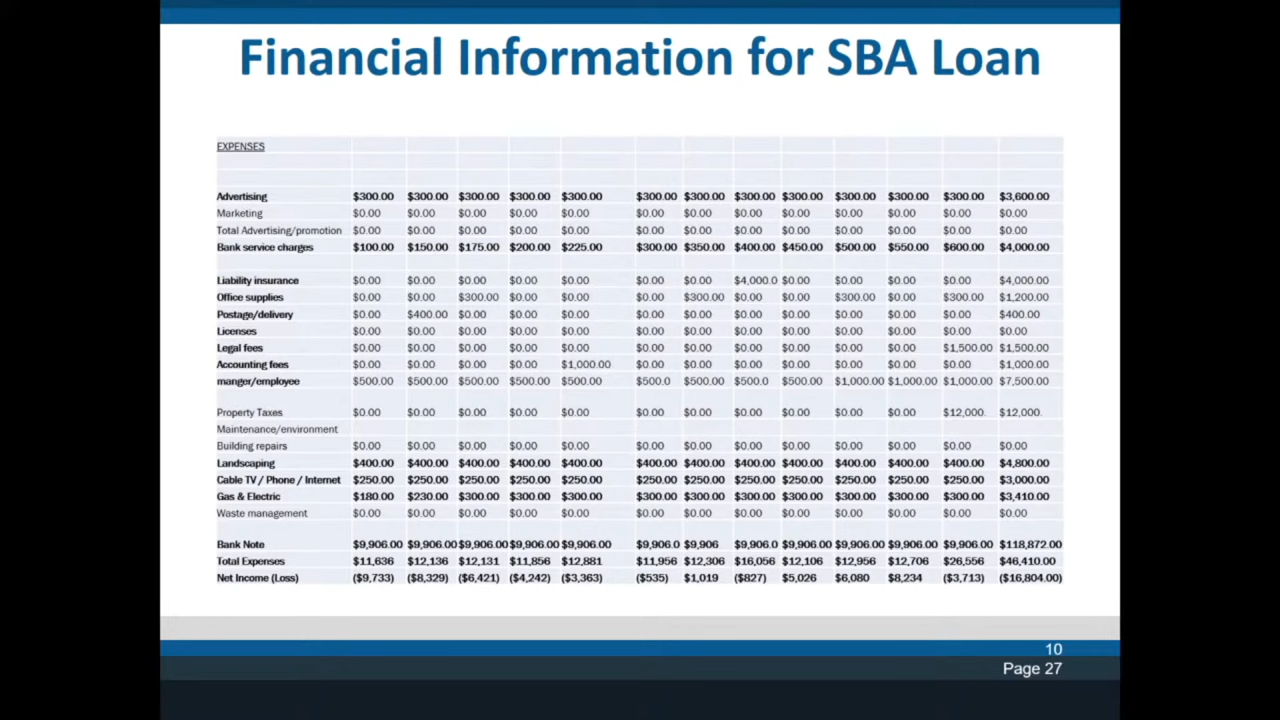 Financial Information for SBA Loan
EXPENSES
Advertising $300.00 $300.00 $300.00 $300.00 $300.00 $300.00 $300.00 $300.00 $300.00 $300.00 $300.00 $300.00 $3,600.00
Marketing $0.00 $0.00 $0.00 $0.00 $0.00 $0.00 $0.00 $0.00 $0.00 $0.00 $0.00 $0.00 $0.00
Total Advertising/promotion $0.00 $0.00 $0.00 $0.00 $0.00 $0.00 $0.00 $0.00 $0.00 $0.00 $0.00 $0.00 $0.00
Bank service charges $100.00 $150.00 $175.00 $200.00 $225.00 $300.00 $350.00 $400.00 $450.00 $500.00 $550.00 $600.00 $4,000.00
Liability insurance $0.00 $0.00 $0.00 $0.00 $0.00 $0.00 $0.00 $4,000.0 $0.00 $0.00 $0.00 $0.00 $4,000.00
Office supplies $0.00 $0.00 $300.00 $0.00 $0.00 $0.00 $300.00 $0.00 $0.00 $300.00 $0.00 $300.00 $1,200.00
Postage/delivery $0.00 $400.00 $0.00 $0.00 $0.00 $0.00 $0.00 $0.00 $0.00 $0.00 $0.00 $0.00 $400.00
Licenses $0.00 $0.00 $0.00 $0.00 $0.00 $0.00 $0.00 $0.00 $0.00 $0.00 $0.00 $0.00 $0.00
Legal fees $0.00 $0.00 $0.00 $0.00 $0.00 $0.00 $0.00 $0.00 $0.00 $0.00 $0.00 $1,500.00 $1,500.00
Accounting fees $0.00 $0.00 $0.00 $0.00 $1,000.00 $0.00 $0.00 $0.00 $0.00 $0.00 $0.00 $0.00 $1,000.00
manger/employee $500.00 $500.00 $500.00 $500.00 $500.00 $500.0 $500.00 $500.0 $500.00 $1,000.00 $1,000.00 $1,000.00 $7,500.00
Property Taxes $0.00 $0.00 $0.00 $0.00 $0.00 $0.00 $0.00 $0.00 $0.00 $0.00 $0.00 $12,000. $12,000.
Maintenance/environment
Building repairs $0.00 $0.00 $0.00 $0.00 $0.00 $0.00 $0.00 $0.00 $0.00 $0.00 $0.00 $0.00 $0.00
Landscaping $400.00 $400.00 $400.00 $400.00 $400.00 $400.00 $400.00 $400.00 $400.00 $400.00 $400.00 $400.00 $4,800.00
Cable TV / Phone / Internet $250.00 $250.00 $250.00 $250.00 $250.00 $250.00 $250.00 $250.00 $250.00 $250.00 $250.00 $250.00 $3,000.00
Gas & Electric $180.00 $230.00 $300.00 $300.00 $300.00 $300.00 $300.00 $300.00 $300.00 $300.00 $300.00 $300.00 $3,410.00
Waste management $0.00 $0.00 $0.00 $0.00 $0.00 $0.00 $0.00 $0.00 $0.00 $0.00 $0.00 $0.00 $0.00
Bank Note $9,906.00 $9,906.00 $9,906.00 $9,906.00 $9,906.00 $9,906.0 $9,906 $9,906.0 $9,906.00 $9,906.00 $9,906.00 $9,906.00 $118,872.00
Total Expenses $11,636 $12,136 $12,131 $11,856 $12,881 $11,956 $12,306 $16,056 $12,106 $12,956 $12,706 $26,556 $46,410.00
Net Income (Loss) ($9,733) ($8,329) ($6,421) ($4,242) ($3,363) ($535) $1,019 ($827) $5,026 $6,080 $8,234 ($3,713) ($16,804.00)
10
Page 27